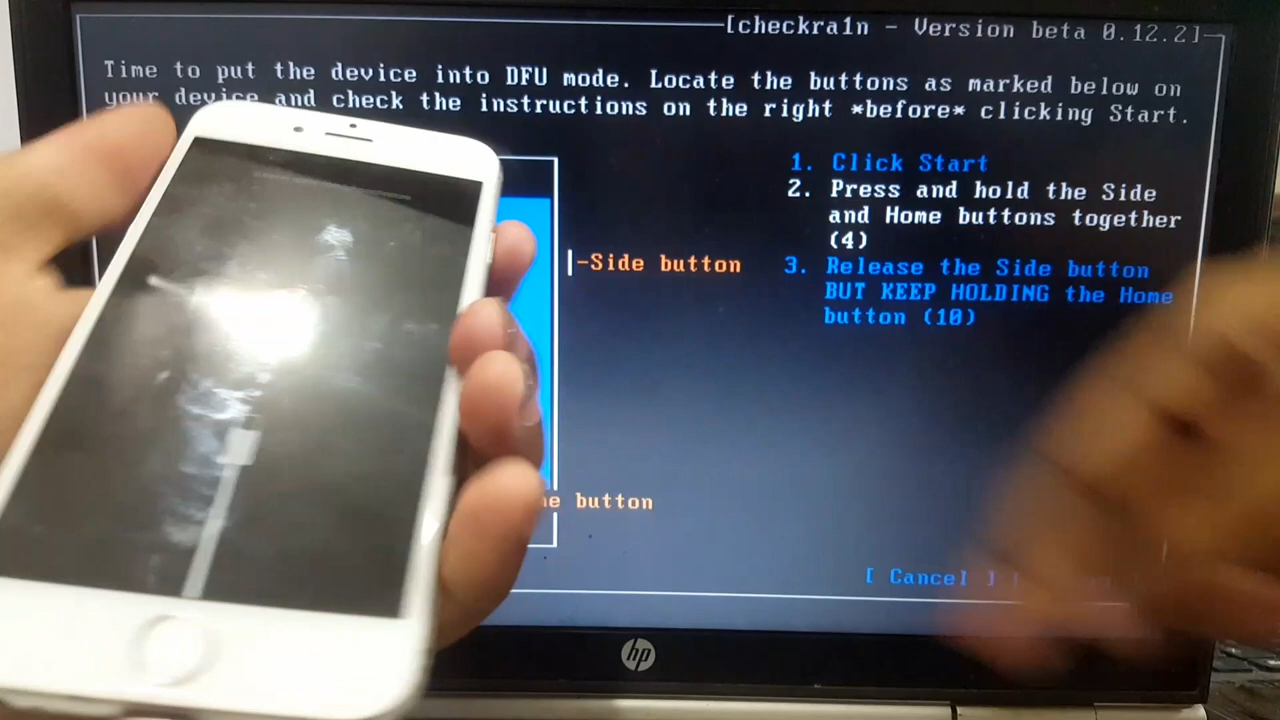 [checkra1n - Version beta 0.12.2]
Time to put the device into DFU mode. Locate the buttons as marked below on
your device and check the instructions on the right *before* clicking Start.
1. Click Start
2. Press and hold the Side
and Home buttons together
(4)
-Side button
3. Release the Side button
BUT KEEP HOLDING the Home
button (10)
button
[ Cancel ]
hp